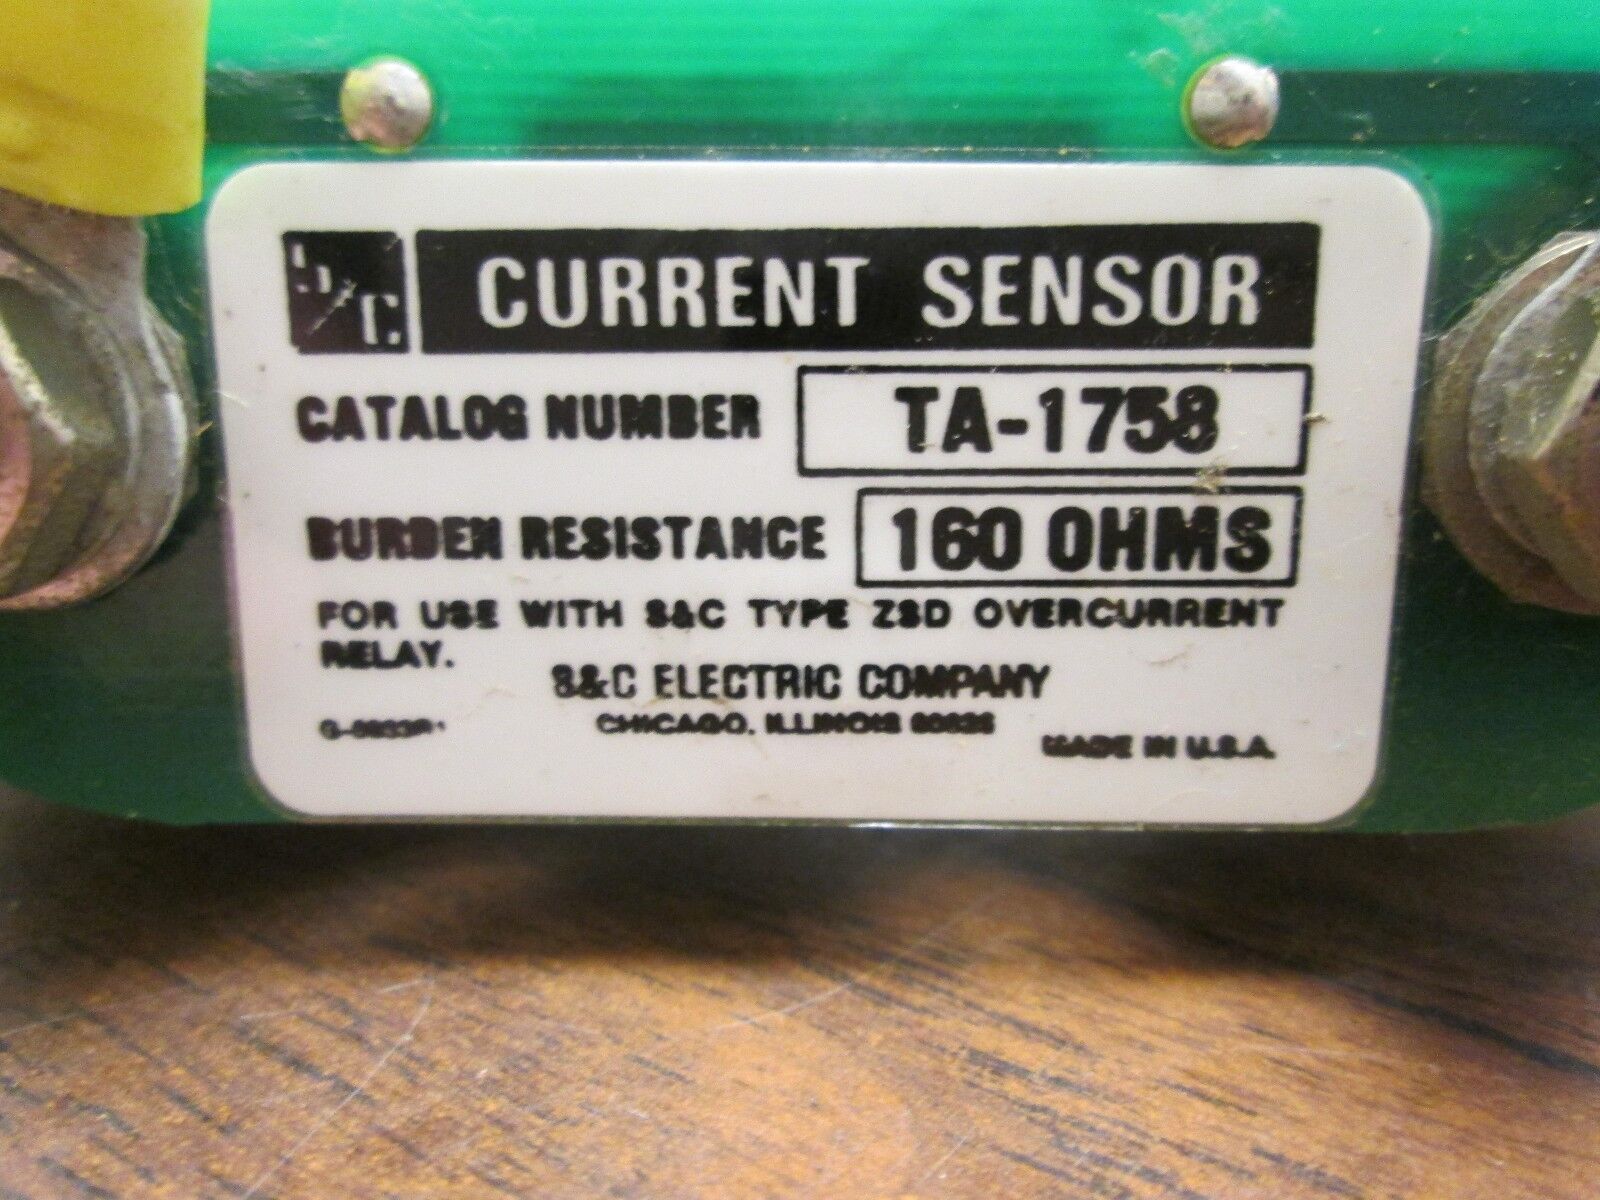 S&C CURRENT SENSOR
CATALOG NUMBER TA-1758
BURDEN RESISTANCE 160 OHMS
FOR USE WITH S&C TYPE ZSD OVERCURRENT
RELAY.
S&C ELECTRIC COMPANY
CHICAGO, ILLINOIS
MADE IN U.S.A.